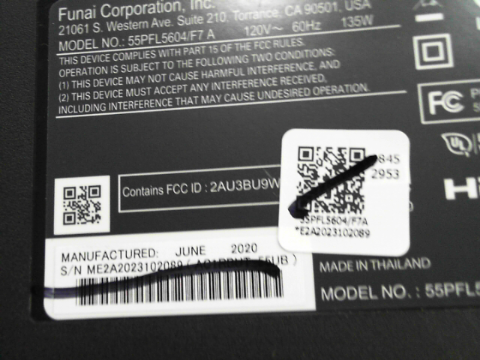 Funai Corporation, Inc.
21061 S. Western Ave. Suite 210, Torrance, CA 90501, USA
MODEL NO.: 55PFL5604/F7 A 120V~ 60Hz 135W
THIS DEVICE COMPLIES WITH PART 15 OF THE FCC RULES.
OPERATION IS SUBJECT TO THE FOLLOWING TWO CONDITIONS:
(1) THIS DEVICE MAY NOT CAUSE HARMFUL INTERFERENCE, AND
(2) THIS DEVICE MUST ACCEPT ANY INTERFERENCE RECEIVED,
INCLUDING INTERFERENCE THAT MAY CAUSE UNDESIRED OPERATION.
FC
UL
Contains FCC ID : 2AU3BU9W
845
2953
55PFL5604/F7A
*E2A2023102089
MANUFACTURED: JUNE 2020
S/N ME2A2023102089
MADE IN THAILAND
MODEL NO. : 55PFL5